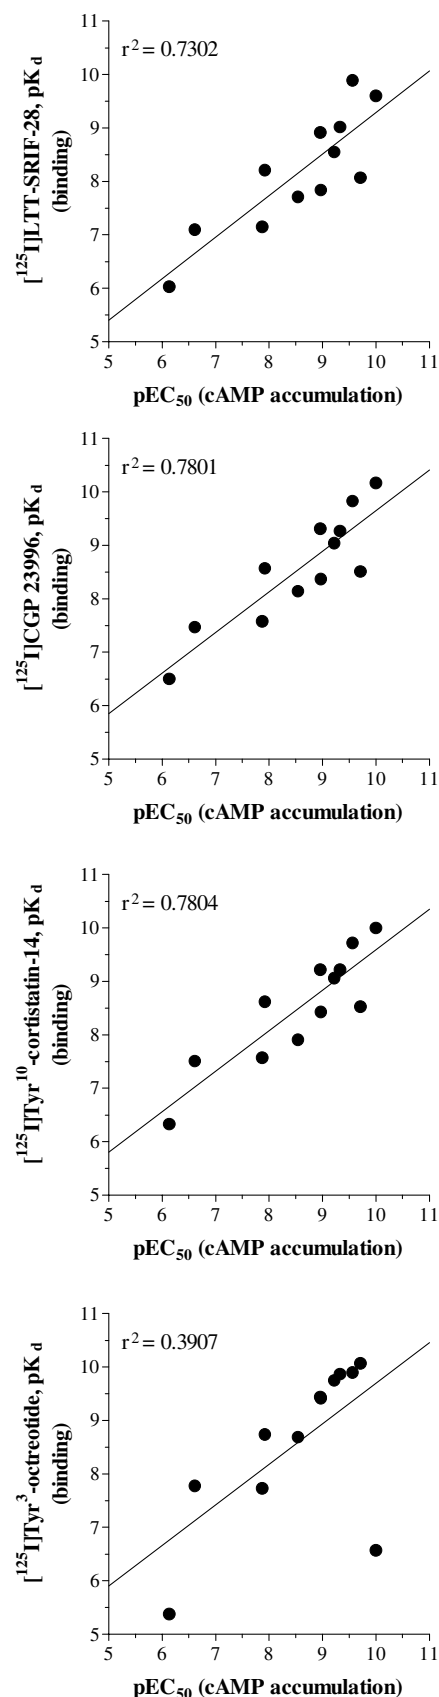 r² = 0.7302
[¹²⁵I]LTT-SRIF-28, pK d
(binding)
11
10
9
8
7
6
5
5 6 7 8 9 10 11
pEC₅₀ (cAMP accumulation)
r² = 0.7801
[¹²⁵I]CGP 23996, pK d
(binding)
11
10
9
8
7
6
5
5 6 7 8 9 10 11
pEC₅₀ (cAMP accumulation)
r² = 0.7804
[¹²⁵I]Tyr¹⁰-cortistatin-14, pK d
(binding)
11
10
9
8
7
6
5
5 6 7 8 9 10 11
pEC₅₀ (cAMP accumulation)
r² = 0.3907
[¹²⁵I]Tyr³-octreotide, pK d
(binding)
11
10
9
8
7
6
5
5 6 7 8 9 10 11
pEC₅₀ (cAMP accumulation)